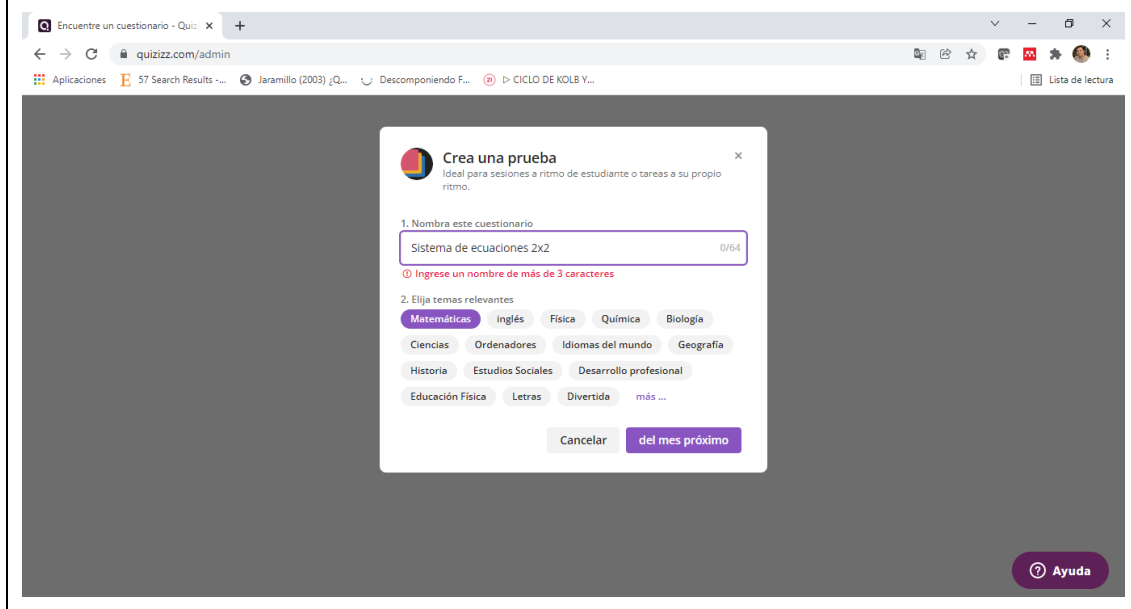 Encuentre un cuestionario - Quiz
quizizz.com/admin
Aplicaciones 57 Search Results -... Jaramillo (2003) ¿Q... Descomponiendo F... ▷ CICLO DE KOLB Y... Lista de lectura
Crea una prueba
Ideal para sesiones a ritmo de estudiante o tareas a su propio
ritmo.
1. Nombra este cuestionario
Sistema de ecuaciones 2x2 0/64
Ingrese un nombre de más de 3 caracteres
2. Elija temas relevantes
Matemáticas inglés Física Química Biología
Ciencias Ordenadores Idiomas del mundo Geografía
Historia Estudios Sociales Desarrollo profesional
Educación Física Letras Divertida más ...
Cancelar del mes próximo
Ayuda